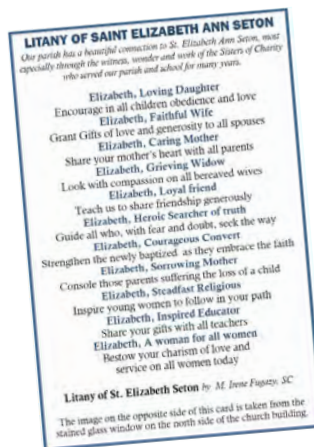 LITANY OF SAINT ELIZABETH ANN SETON
Our parish has a beautiful connection to St. Elizabeth Ann Seton, most
especially through the witness, wonder and work of the Sisters of Charity
who served our parish and school for many years.
Elizabeth, Loving Daughter
Encourage in all children obedience and love
Elizabeth, Faithful Wife
Grant Gifts of love and generosity to all spouses
Elizabeth, Caring Mother
Share your mother's heart with all parents
Elizabeth, Grieving Widow
Look with compassion on all bereaved wives
Elizabeth, Loyal friend
Teach us to share friendship generously
Elizabeth, Heroic Searcher of truth
Guide all who, with fear and doubt, seek the way
Elizabeth, Courageous Convert
Strengthen the newly baptized as they embrace the faith
Elizabeth, Sorrowing Mother
Console those parents suffering the loss of a child
Elizabeth, Steadfast Religious
Inspire young women to follow in your path
Elizabeth, Inspired Educator
Share your gifts with all teachers
Elizabeth, A woman for all women
Bestow your charism of love and
service on all women today
Litany of St. Elizabeth Seton by M. Irene Fugazy, SC
The image on the opposite side of this card is taken from the
stained glass window on the north side of the church building.